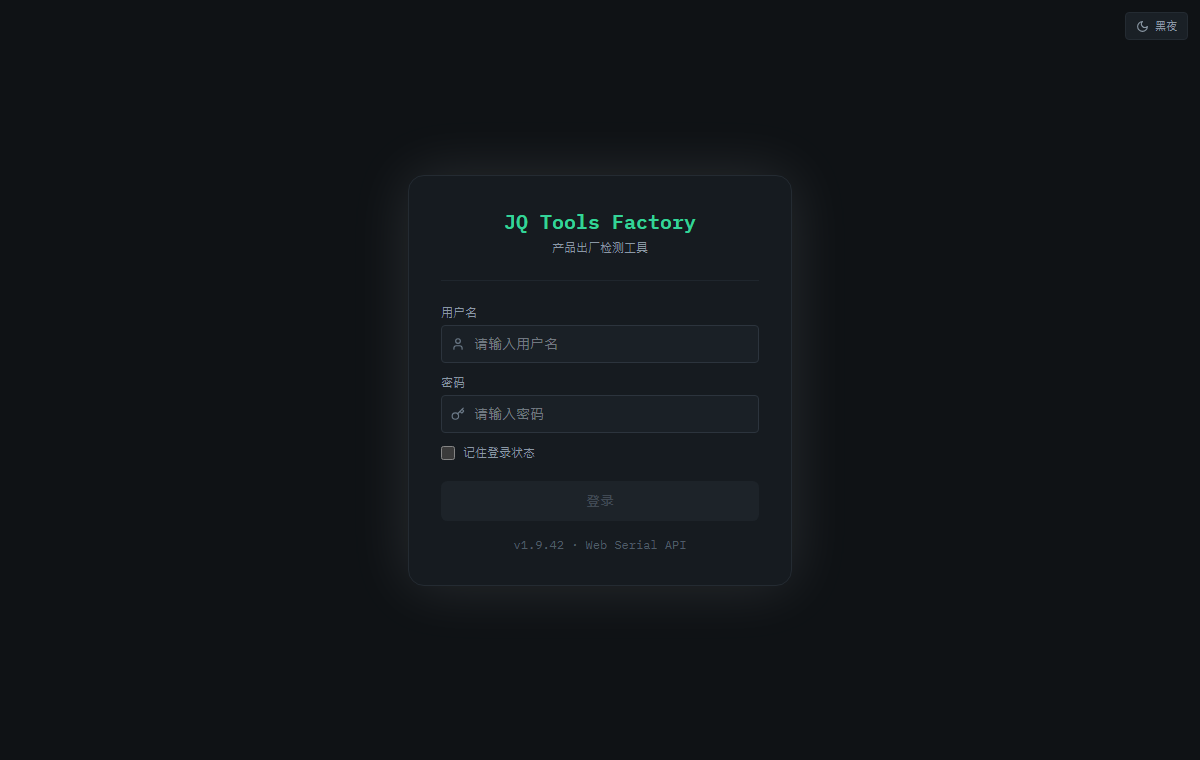 黑夜
JQ Tools Factory
产品出厂检测工具
用户名
请输入用户名
密码
请输入密码
记住登录状态
登录
v1.9.42 · Web Serial API